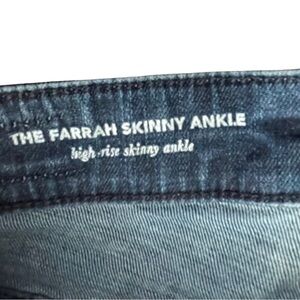 THE FARRAH SKINNY ANKLE
high-rise skinny ankle